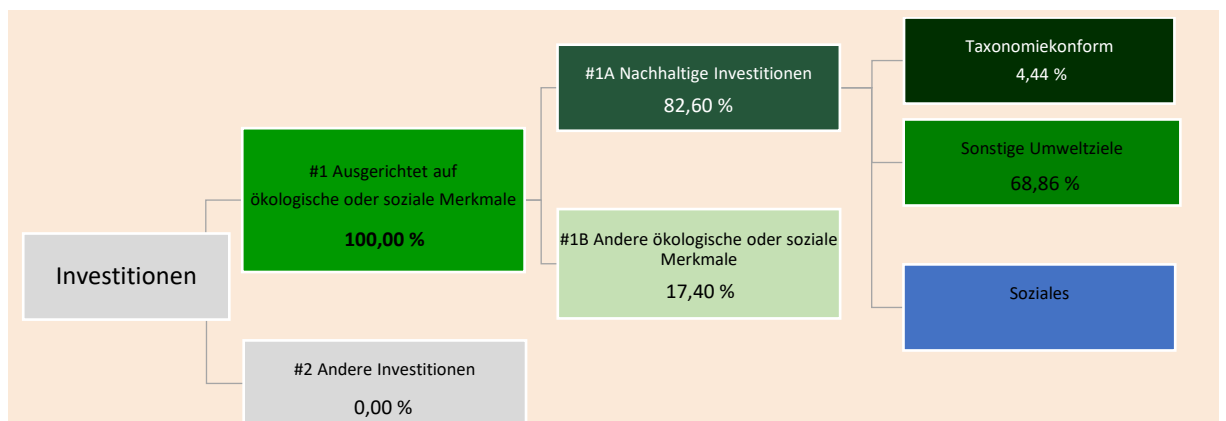 Investitionen
#1 Ausgerichtet auf
ökologische oder soziale Merkmale
100,00 %
#2 Andere Investitionen
0,00 %
#1A Nachhaltige Investitionen
82,60 %
#1B Andere ökologische oder soziale
Merkmale
17,40 %
Taxonomiekonform
4,44 %
Sonstige Umweltziele
68,86 %
Soziales